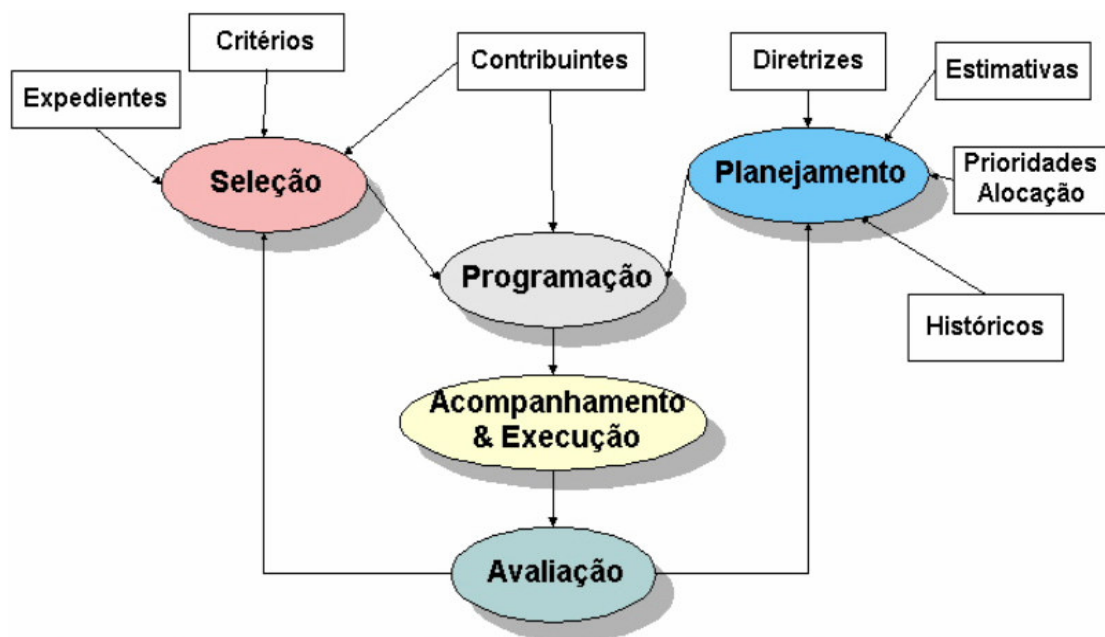 Critérios
Contribuintes
Diretrizes
Estimativas
Expedientes
Seleção
Planejamento
Prioridades
Alocação
Programação
Históricos
Acompanhamento
& Execução
Avaliação